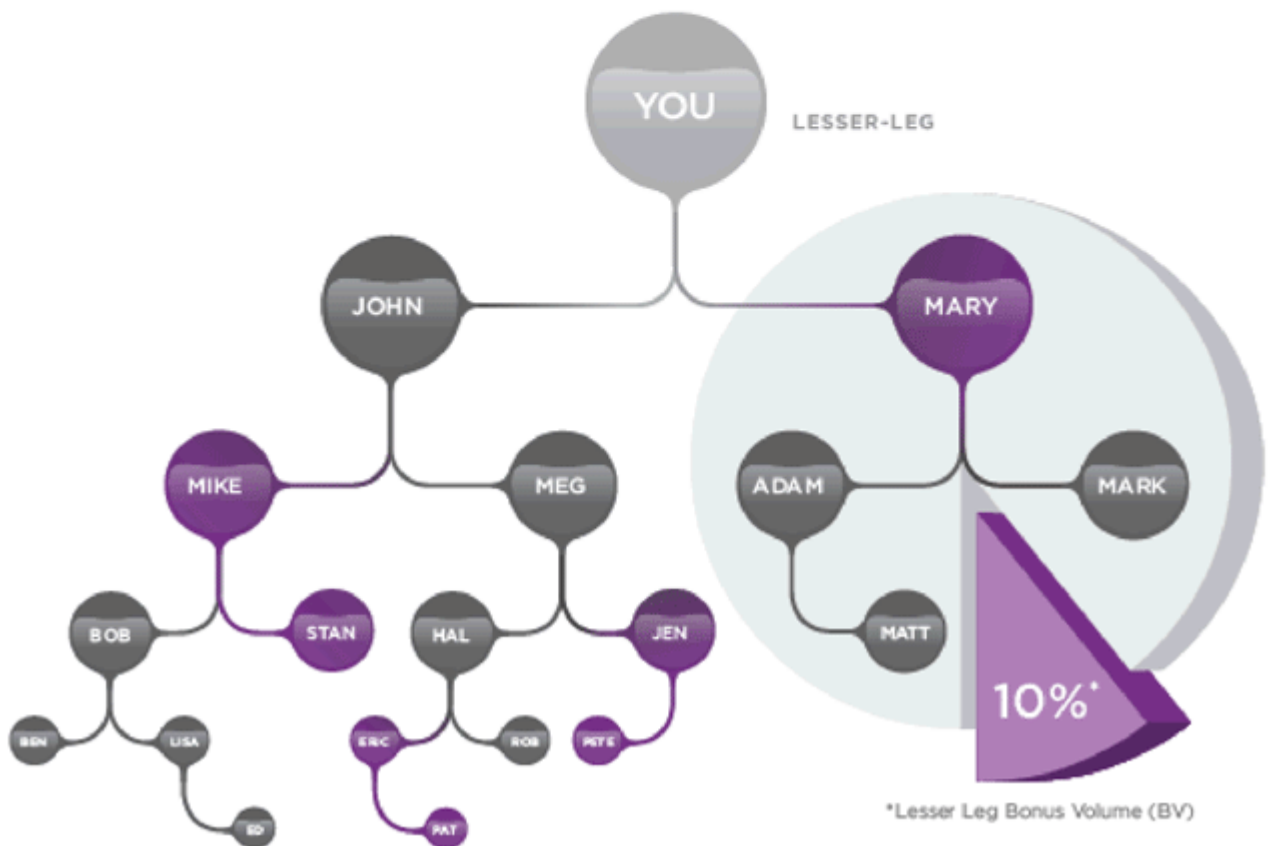 YOU
LESSER-LEG
JOHN
MARY
MIKE
MEG
ADAM
MARK
BOB
STAN
HAL
JEN
MATT
BEN
LISA
ERIC
ROB
PETE
10%*
ED
PAT
*Lesser Leg Bonus Volume (BV)